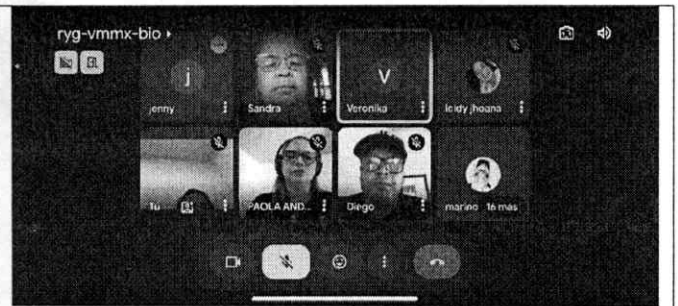 ryg-vmmx-bio
j
V
jenny
Sandra
Veronika
leidy jhoana
Tú
PAOLA AND...
Diego
marino
16 más